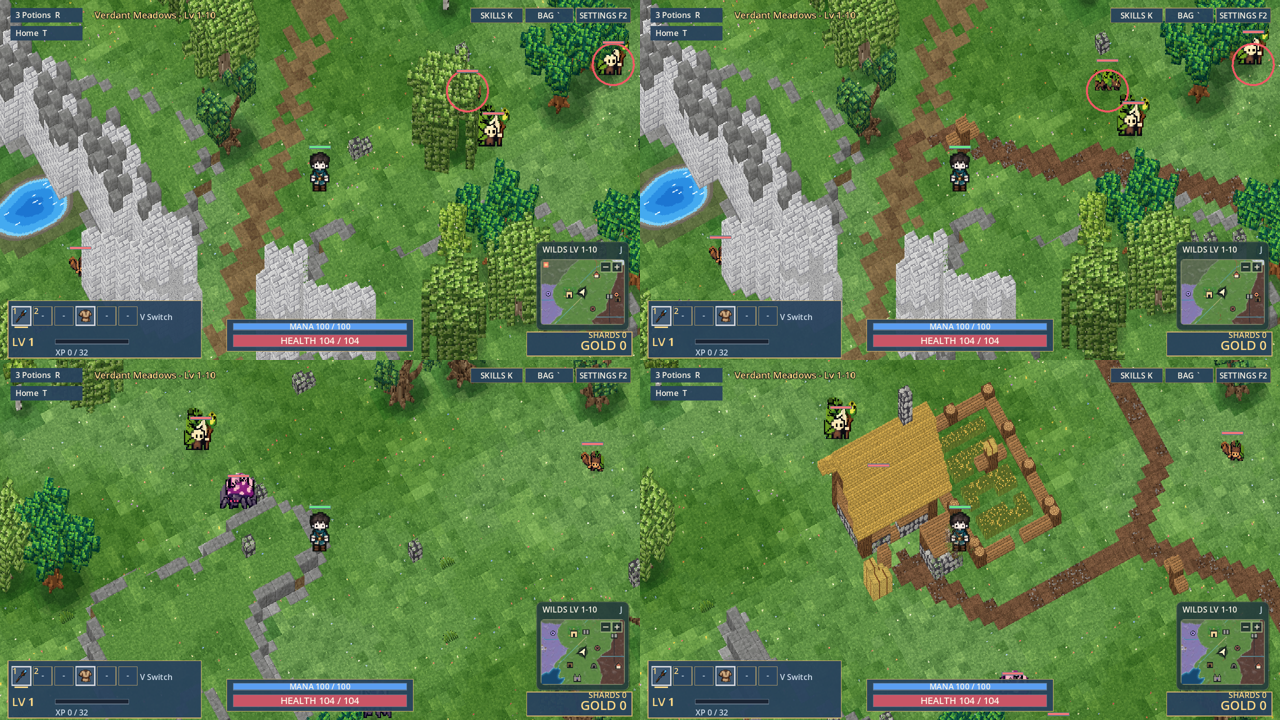 3 Potions R
Verdant Meadows - Lv 1-10
SKILLS K
BAG `
SETTINGS F2
Home T
WILDS LV 1-10 J
1 2 - - - V Switch
LV 1
XP 0 / 32
MANA 100 / 100
HEALTH 104 / 104
SHARDS 0
GOLD 0
3 Potions R
Verdant Meadows - Lv 1-10
SKILLS K
BAG `
SETTINGS F2
Home T
WILDS LV 1-10 J
1 2 - - - V Switch
LV 1
XP 0 / 32
MANA 100 / 100
HEALTH 104 / 104
SHARDS 0
GOLD 0
3 Potions R
Verdant Meadows - Lv 1-10
SKILLS K
BAG `
SETTINGS F2
Home T
WILDS LV 1-10 J
1 2 - - - V Switch
LV 1
XP 0 / 32
MANA 100 / 100
HEALTH 104 / 104
SHARDS 0
GOLD 0
3 Potions R
Verdant Meadows - Lv 1-10
SKILLS K
BAG `
SETTINGS F2
Home T
WILDS LV 1-10 J
1 2 - - - V Switch
LV 1
XP 0 / 32
MANA 100 / 100
HEALTH 104 / 104
SHARDS 0
GOLD 0